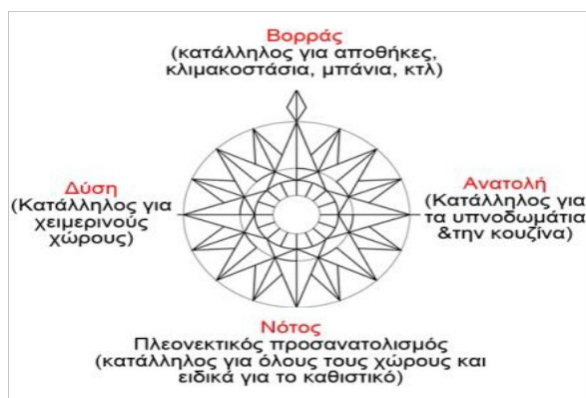 Βορράς
(κατάλληλος για αποθήκες,
κλιμακοστάσια, μπάνια, κτλ)
Δύση
(Κατάλληλος για
χειμερινούς
χώρους)
Ανατολή
(Κατάλληλος για
τα υπνοδωμάτια
&την κουζίνα)
Νότος
Πλεονεκτικός προσανατολισμός
(κατάλληλος για όλους τους χώρους και
ειδικά για το καθιστικό)